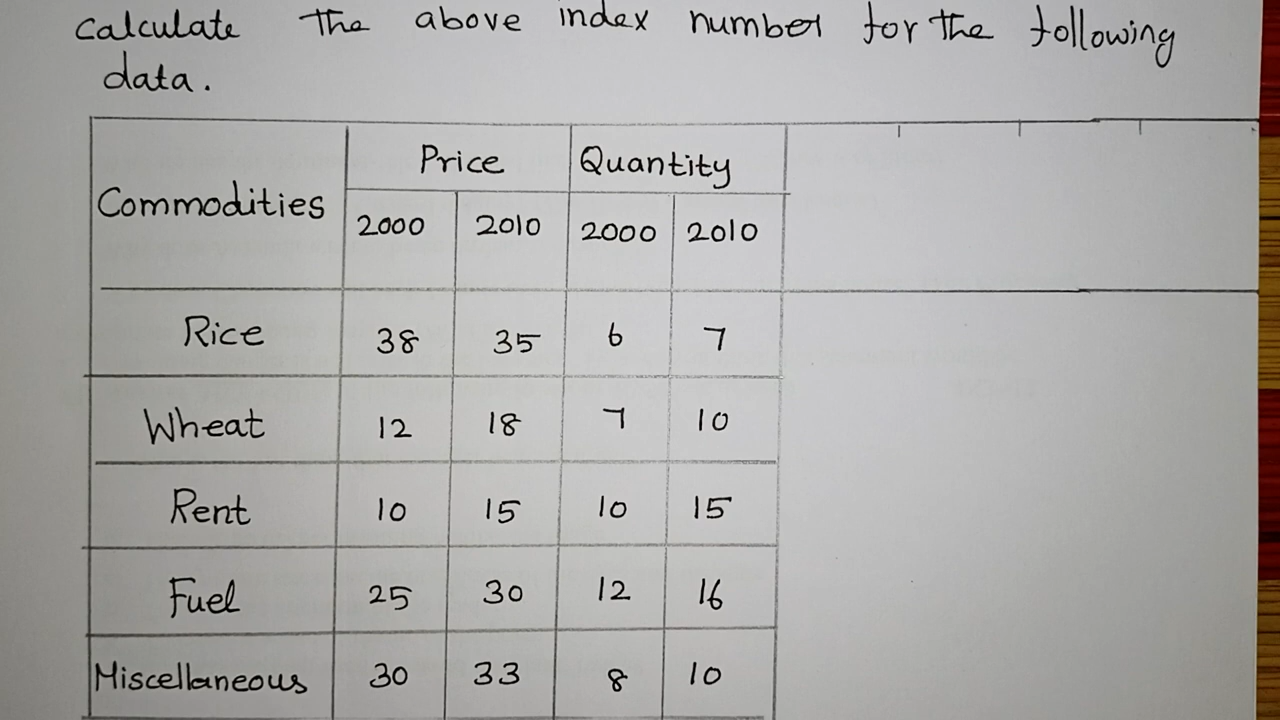 Calculate the above index number for the following
data.
Commodities Price Quantity
2000 2010 2000 2010
Rice 38 35 6 7
Wheat 12 18 7 10
Rent 10 15 10 15
Fuel 25 30 12 16
Miscellaneous 30 33 8 10